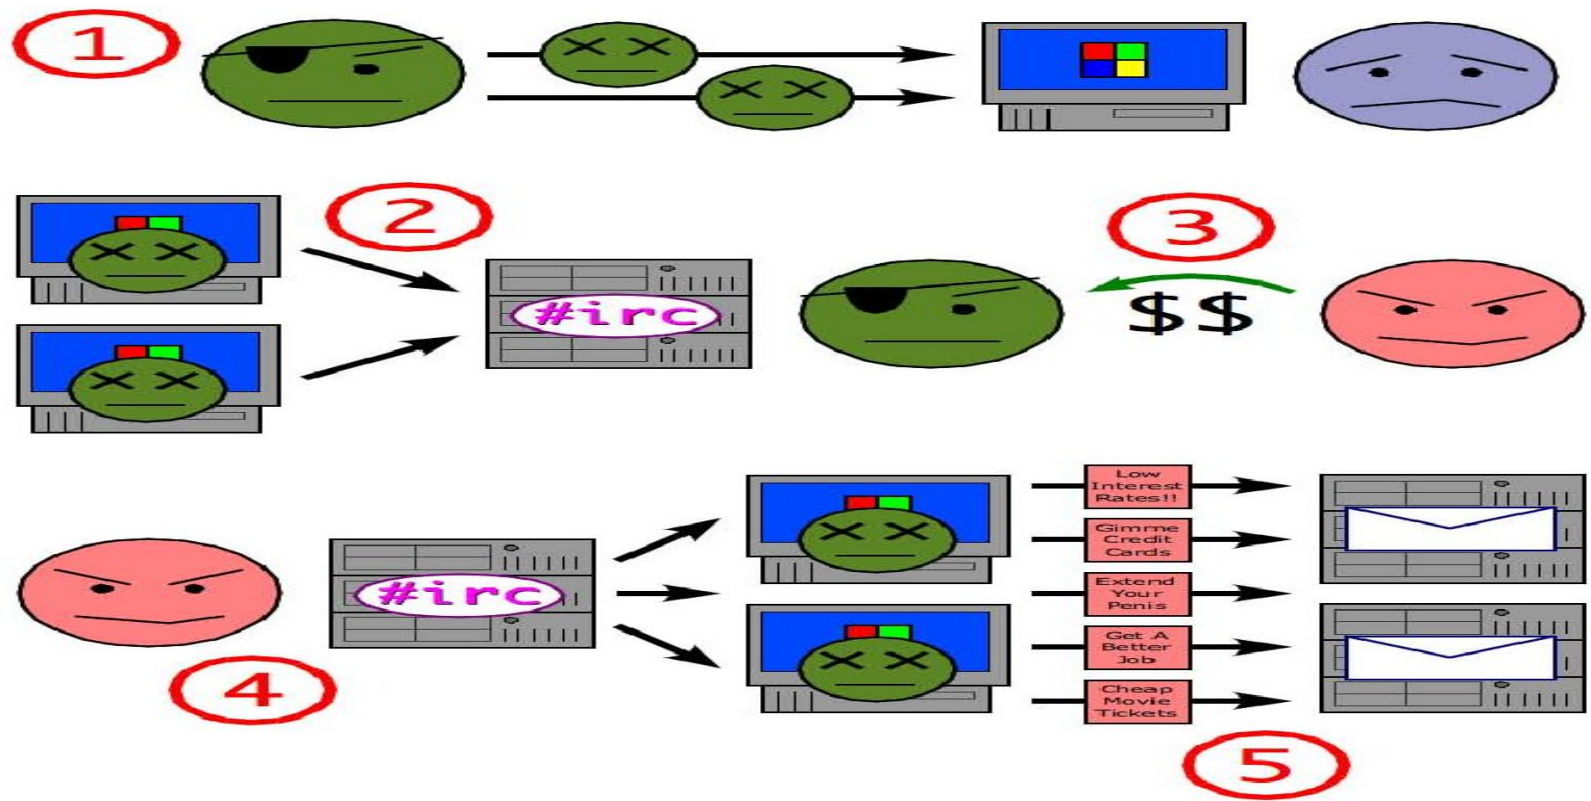 1
2
3
#irc
$$
Low
Interest
Rates!!
Gimme
Credit
Cards
Extend
Your
Penis
#irc
Get A
Better
Job
4
Cheap
Movie
Tickets
5